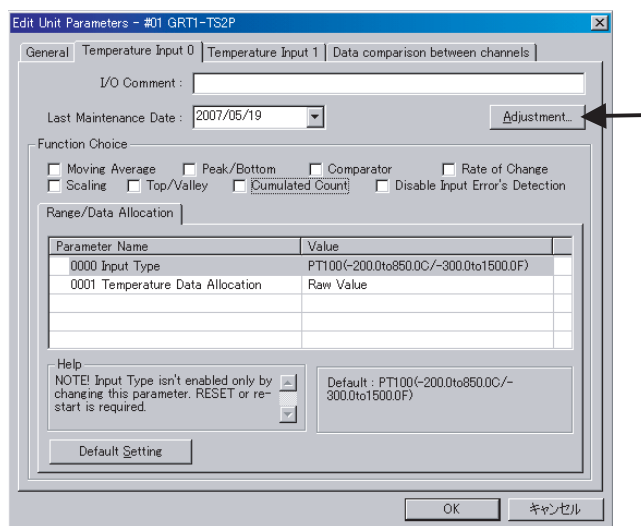 Edit Unit Parameters - #01 GRT1-TS2P
General Temperature Input 0 Temperature Input 1 Data comparison between channels
I/O Comment :
Last Maintenance Date : 2007/05/19 Adjustment...
Function Choice
Moving Average Peak/Bottom Comparator Rate of Change
Scaling Top/Valley Cumulated Count Disable Input Error's Detection
Range/Data Allocation
Parameter Name Value
0000 Input Type PT100(-200.0to850.0C/-300.0to1500.0F)
0001 Temperature Data Allocation Raw Value
Help
NOTE! Input Type isn't enabled only by
changing this parameter. RESET or re-
start is required.
Default : PT100(-200.0to850.0C/-
300.0to1500.0F)
Default Setting
OK キャンセル